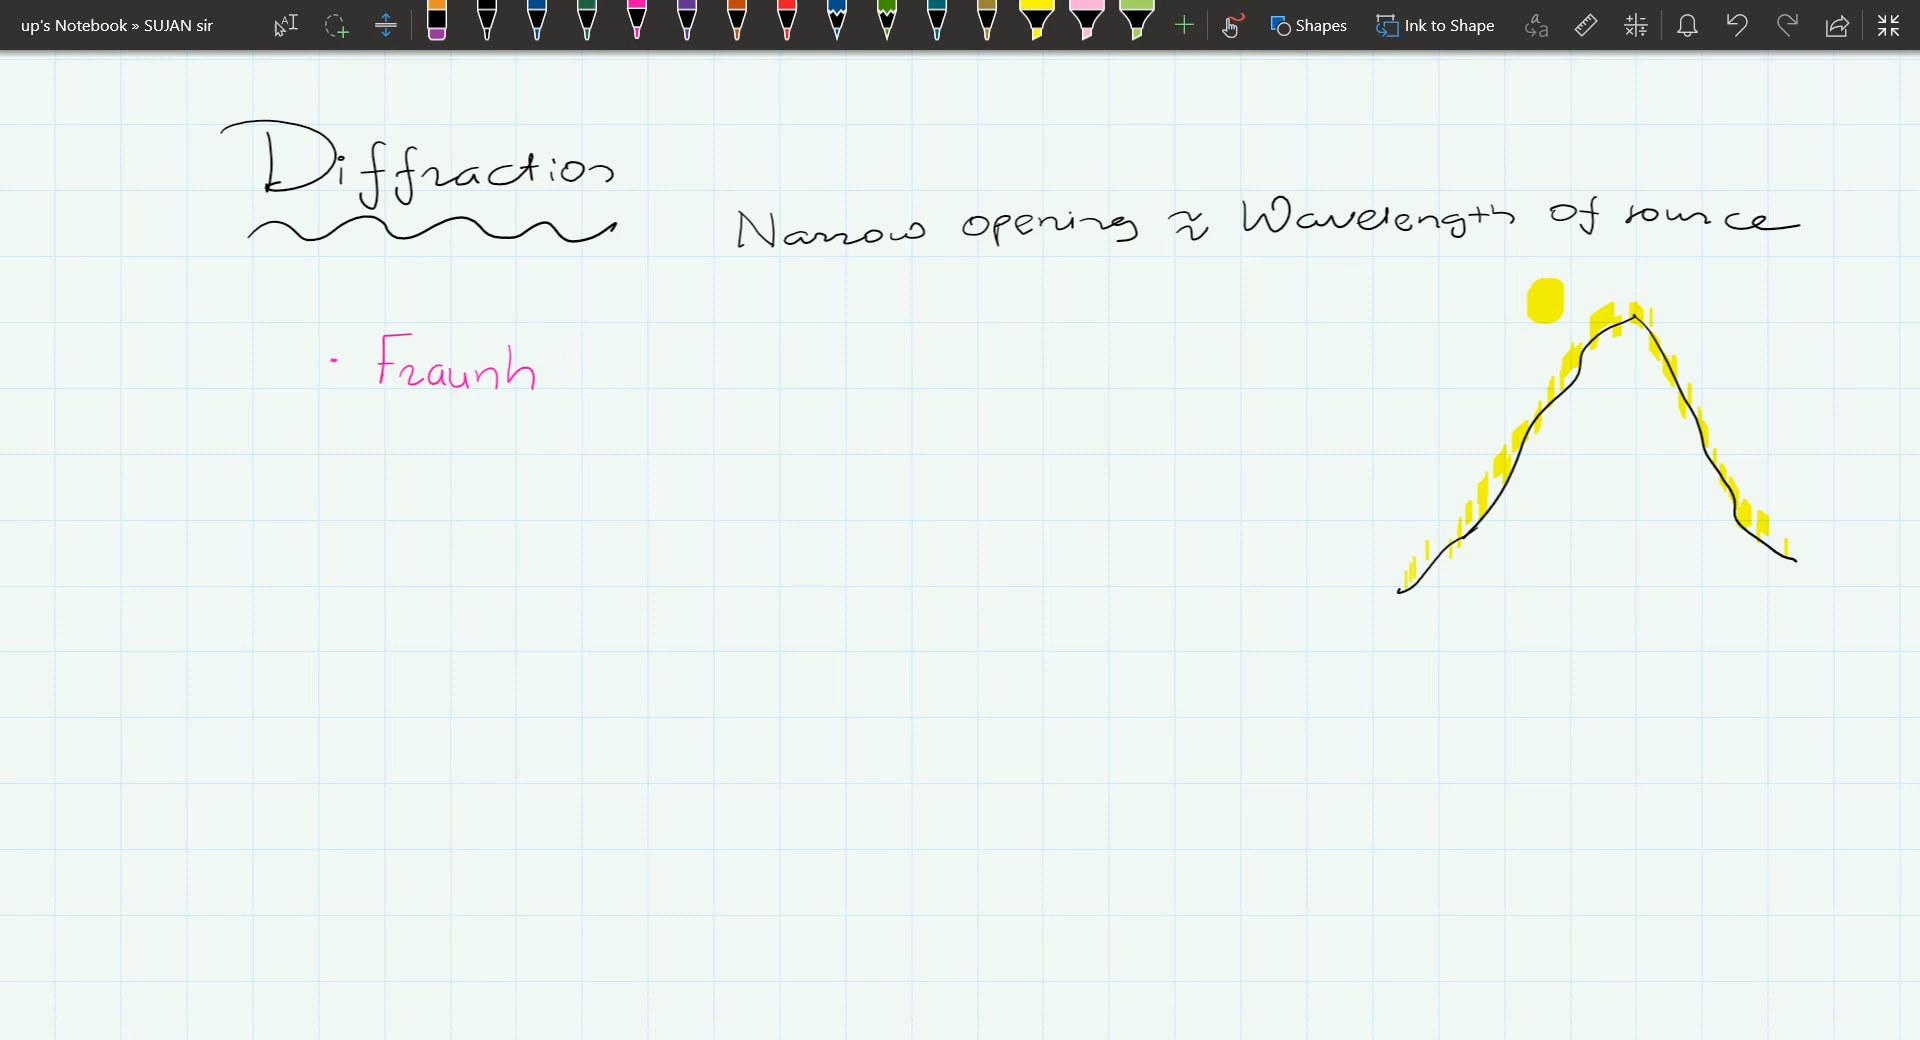 up's Notebook » SUJAN sir
Shapes
Ink to Shape
Diffraction
Narrow opening ≈ Wavelength of source
· Fraunh